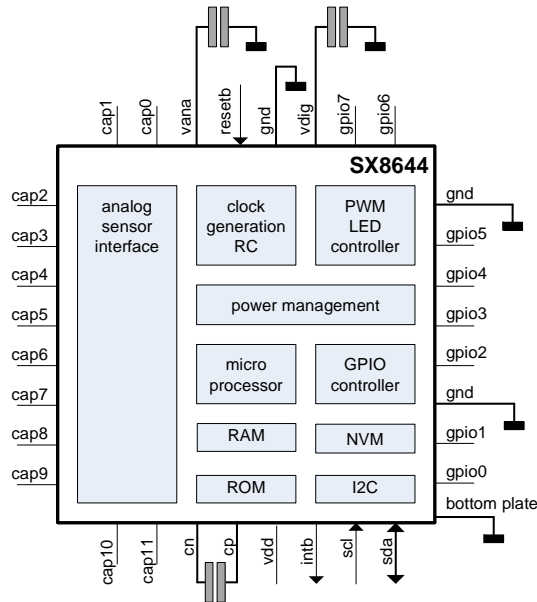 cap1
cap0
vana
resetb
gnd
vdig
gpio7
gpio6
SX8644
cap2
cap3
cap4
cap5
cap6
cap7
cap8
cap9
analog
sensor
interface
clock
generation
RC
PWM
LED
controller
power management
micro
processor
GPIO
controller
RAM
NVM
ROM
I2C
gnd
gpio5
gpio4
gpio3
gpio2
gnd
gpio1
gpio0
bottom plate
cap10
cap11
cn
cp
vdd
intb
scl
sda